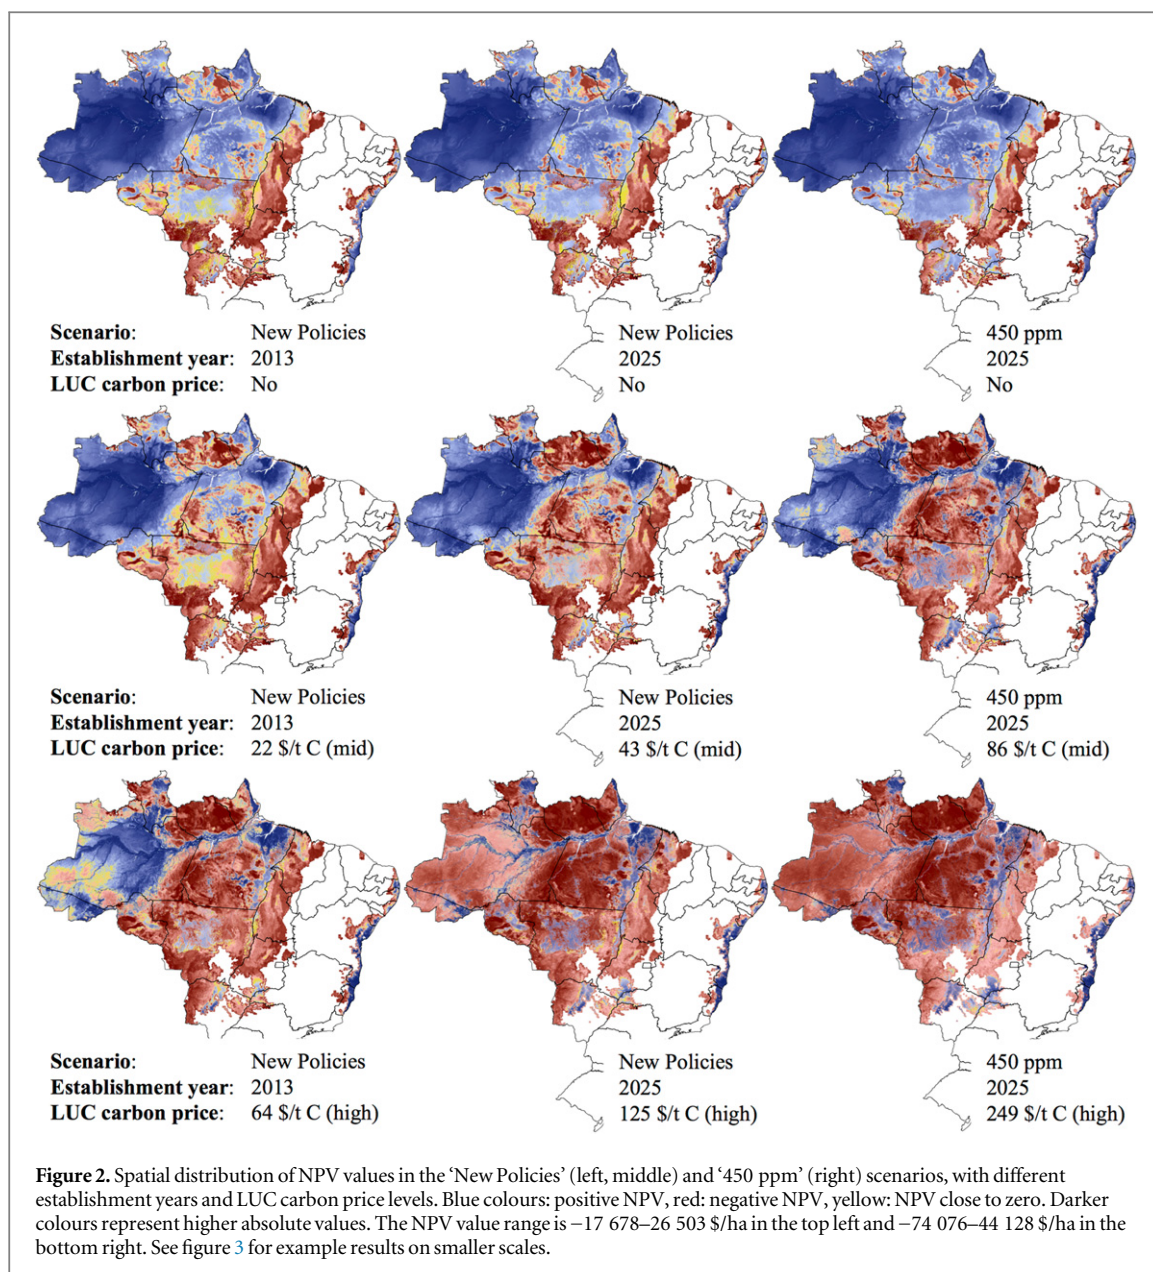 Scenario: New Policies New Policies 450 ppm
Establishment year: 2013 2025 2025
LUC carbon price: No No No
Scenario: New Policies New Policies 450 ppm
Establishment year: 2013 2025 2025
LUC carbon price: 22 $/t C (mid) 43 $/t C (mid) 86 $/t C (mid)
Scenario: New Policies New Policies 450 ppm
Establishment year: 2013 2025 2025
LUC carbon price: 64 $/t C (high) 125 $/t C (high) 249 $/t C (high)
Figure 2. Spatial distribution of NPV values in the ‘New Policies’ (left, middle) and ‘450 ppm’ (right) scenarios, with different
establishment years and LUC carbon price levels. Blue colours: positive NPV, red: negative NPV, yellow: NPV close to zero. Darker
colours represent higher absolute values. The NPV value range is −17 678–26 503 $/ha in the top left and −74 076–44 128 $/ha in the
bottom right. See figure 3 for example results on smaller scales.